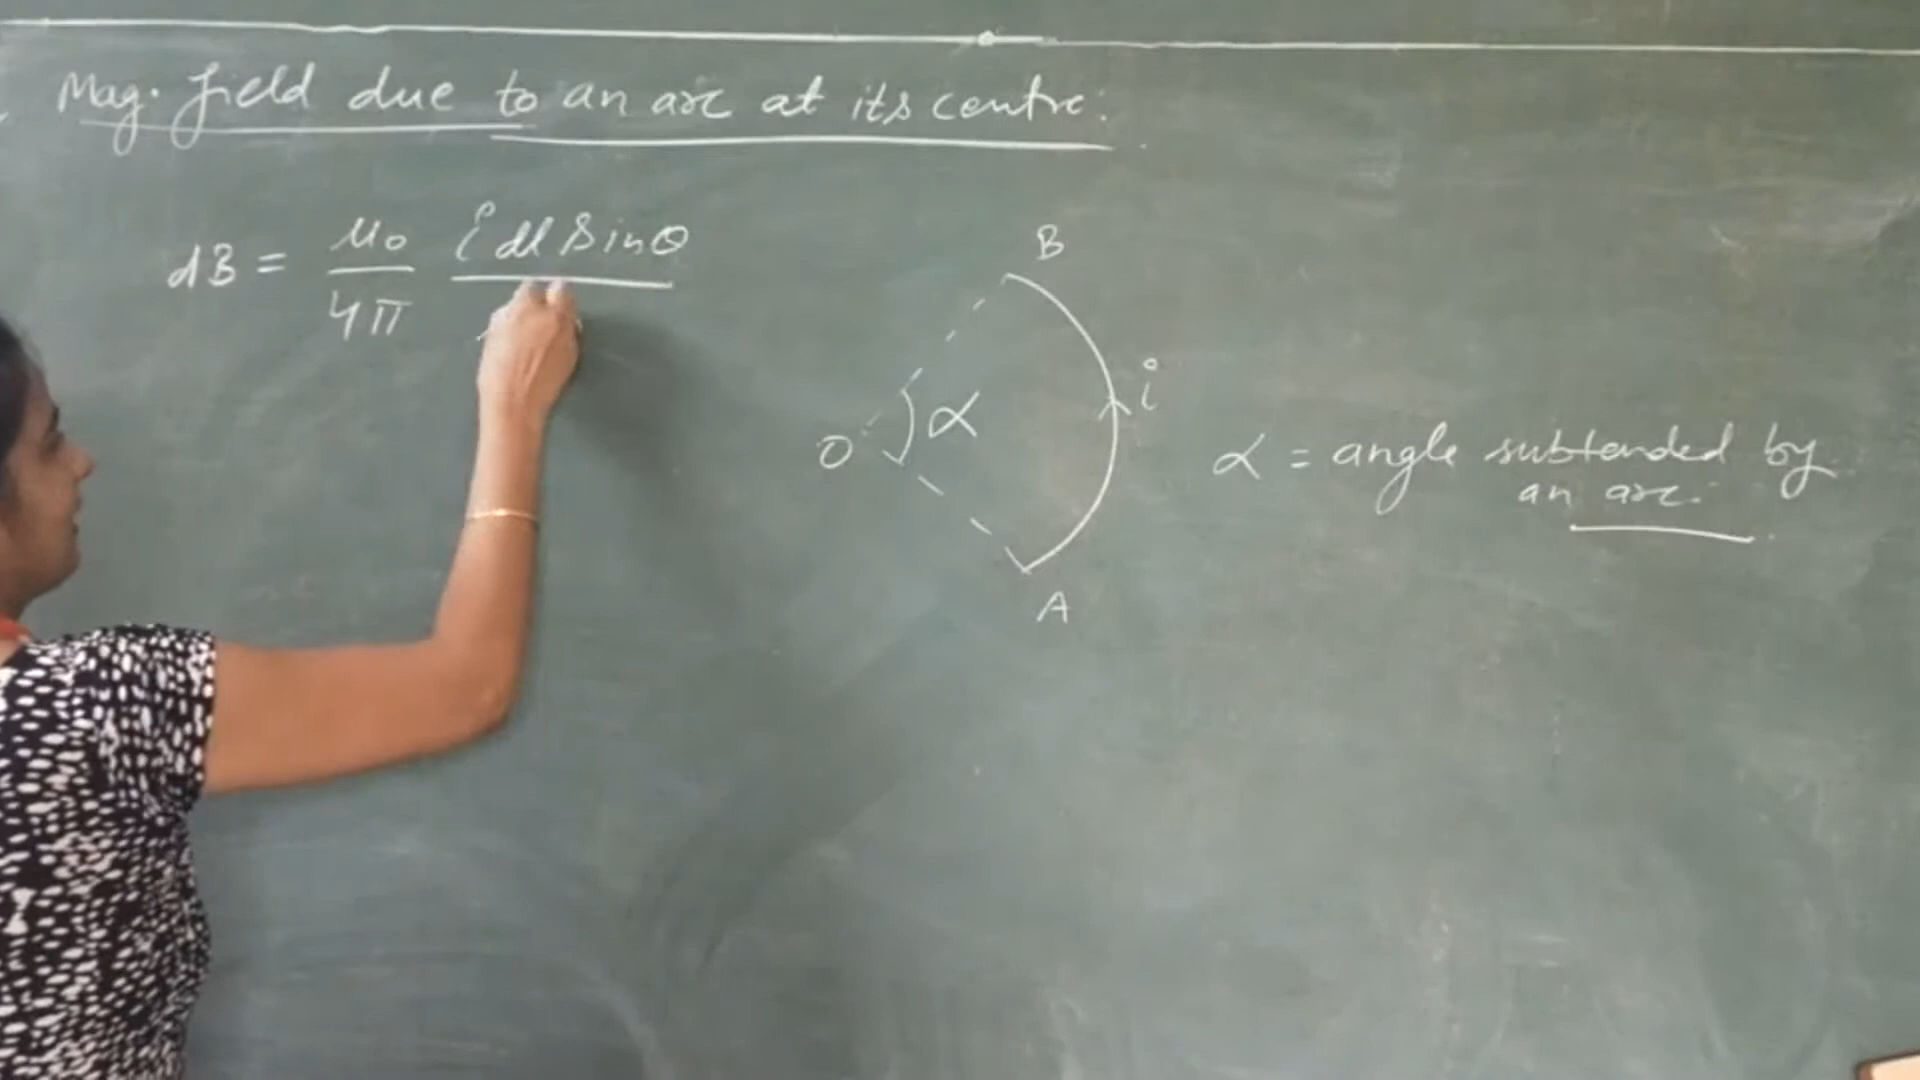 Mag. field due to an arc at its centre:
dB = μ₀/4π i dl Sinθ
B
i
O α
α = angle subtended by
an arc.
A